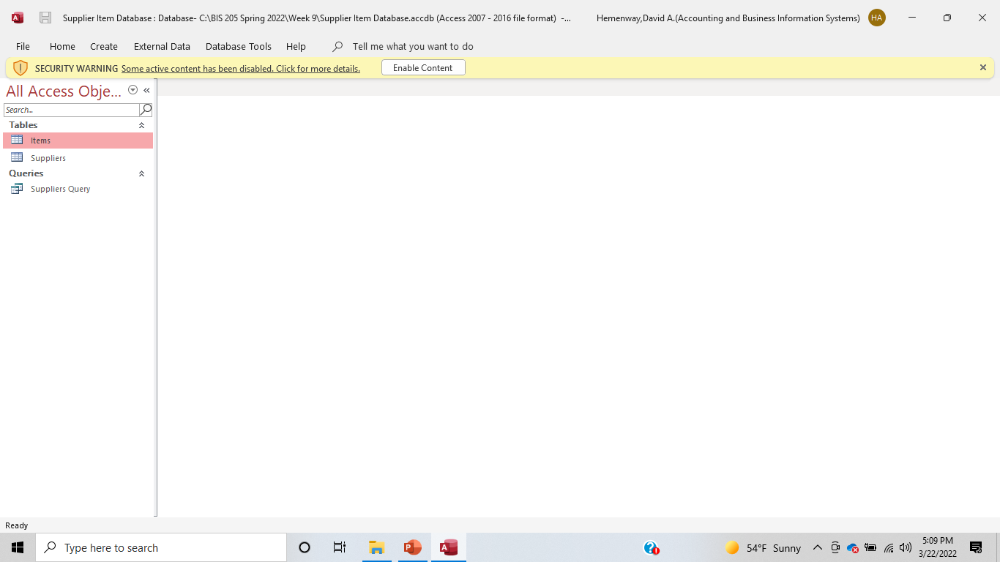 Supplier Item Database : Database- C:\BIS 205 Spring 2022\Week 9\Supplier Item Database.accdb (Access 2007 - 2016 file format) -... Hemenway,David A.(Accounting and Business Information Systems) HA
File Home Create External Data Database Tools Help Tell me what you want to do
SECURITY WARNING Some active content has been disabled. Click for more details. Enable Content
All Access Obje...
Search...
Tables
Items
Suppliers
Queries
Suppliers Query
Ready
Type here to search
54°F Sunny
5:09 PM
3/22/2022